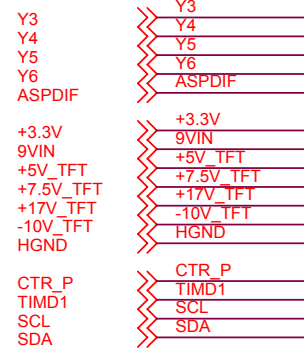 Y3 Y3
Y4 Y4
Y5 Y5
Y6 Y6
ASPDIF ASPDIF
+3.3V +3.3V
9VIN 9VIN
+5V_TFT +5V_TFT
+7.5V_TFT +7.5V_TFT
+17V_TFT +17V_TFT
-10V_TFT -10V_TFT
HGND HGND
CTR_P CTR_P
TIMD1 TIMD1
SCL SCL
SDA SDA